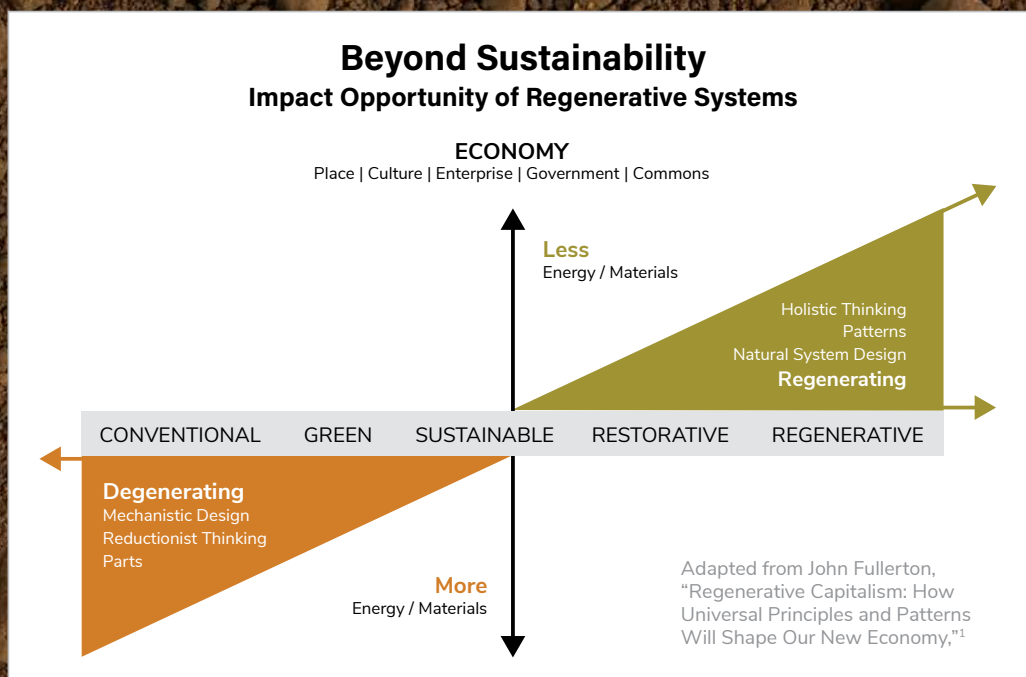 Beyond Sustainability
Impact Opportunity of Regenerative Systems
ECONOMY
Place | Culture | Enterprise | Government | Commons
Less
Energy / Materials
Holistic Thinking
Patterns
Natural System Design
Regenerating
CONVENTIONAL GREEN SUSTAINABLE RESTORATIVE REGENERATIVE
Degenerating
Mechanistic Design
Reductionist Thinking
Parts
More
Energy / Materials
Adapted from John Fullerton,
“Regenerative Capitalism: How
Universal Principles and Patterns
Will Shape Our New Economy,”1